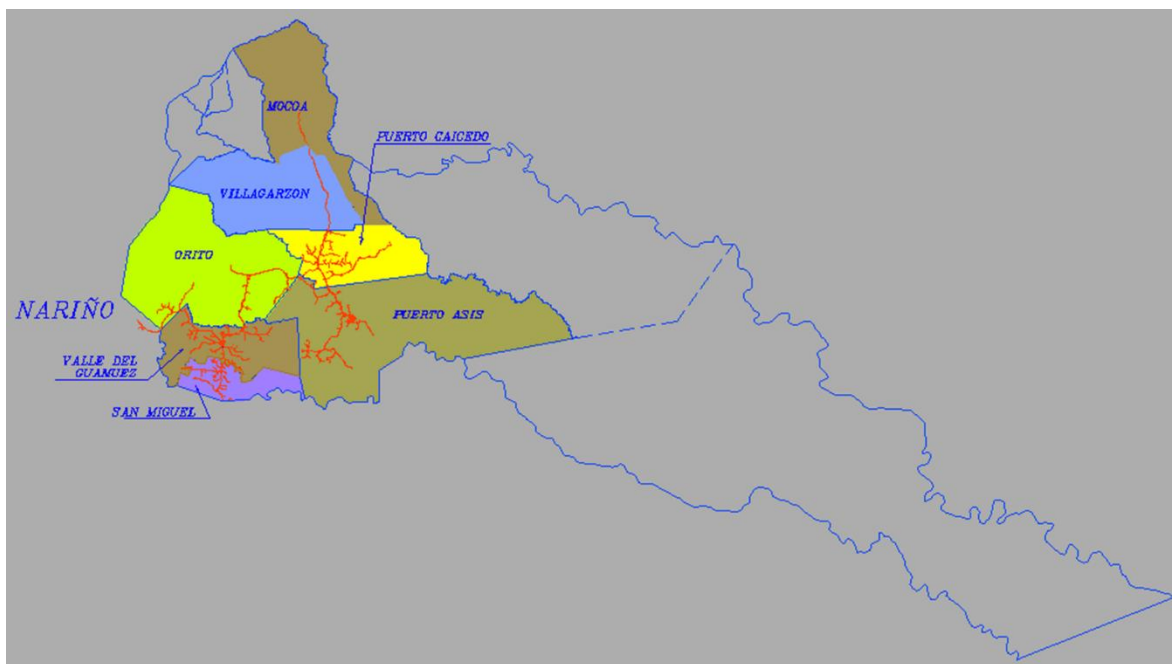 MOCOA
PUERTO CAICEDO
VILLAGARZON
ORITO
NARIÑO
PUERTO ASIS
VALLE DEL
GUAMUEZ
SAN MIGUEL